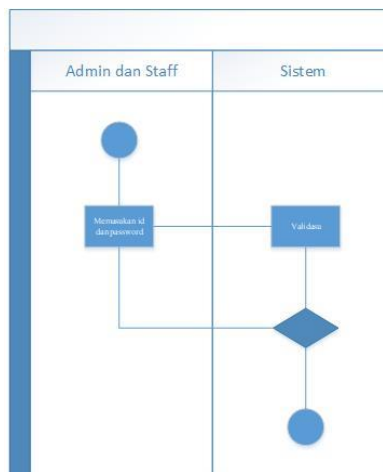 Admin dan Staff
Sistem
Memasukan id
dan password
Validasi